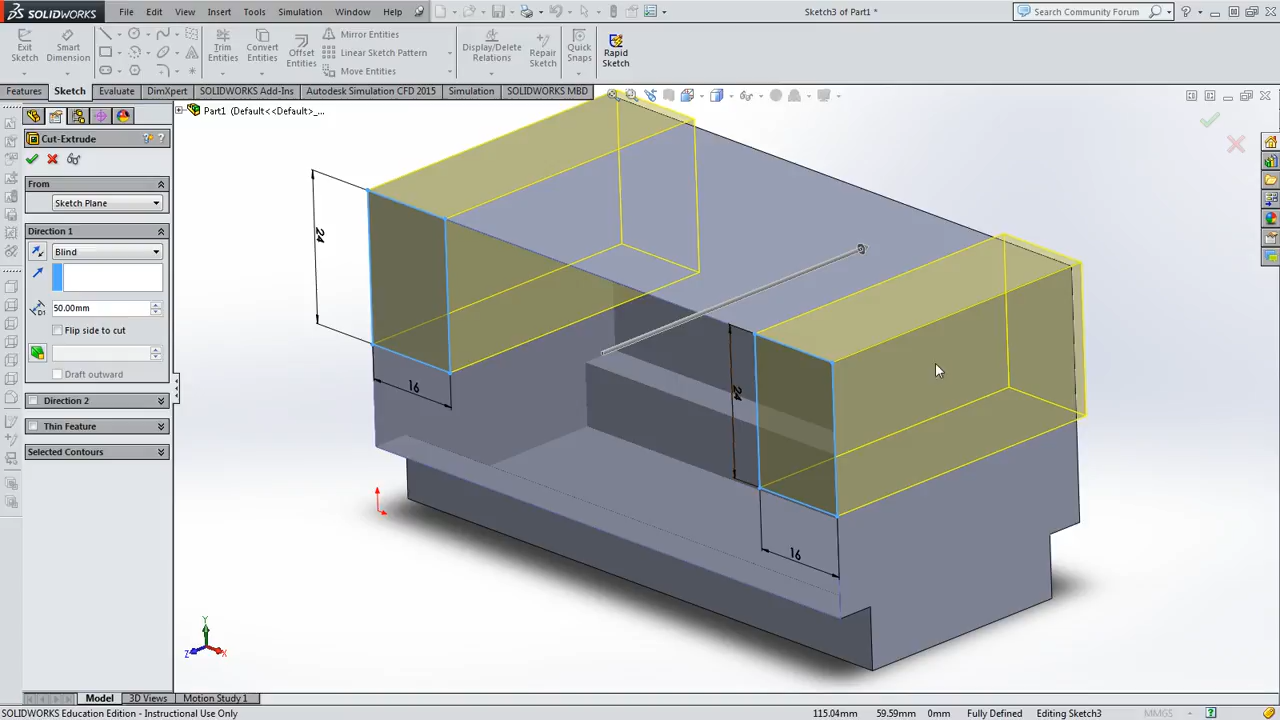 SOLIDWORKS File Edit View Insert Tools Simulation Window Help Sketch3 of Part1 * Search Community Forum ?
Exit Sketch
Smart Dimension
Trim Entities
Convert Entities
Offset Entities
Mirror Entities
Linear Sketch Pattern
Move Entities
Display/Delete Relations
Repair Sketch
Quick Snaps
Rapid Sketch
Features Sketch Evaluate DimXpert SOLIDWORKS Add-Ins Autodesk Simulation CFD 2015 Simulation SOLIDWORKS MBD
Part1 (Default<<Default>_...
Cut-Extrude
From
Sketch Plane
Direction 1
Blind
50.00mm
Flip side to cut
Draft outward
Direction 2
Thin Feature
Selected Contours
24
16
24
16
Y
Z X
Model 3D Views Motion Study 1
SOLIDWORKS Education Edition - Instructional Use Only 115.04mm 59.59mm 0mm Fully Defined Editing Sketch3 MMGS ?